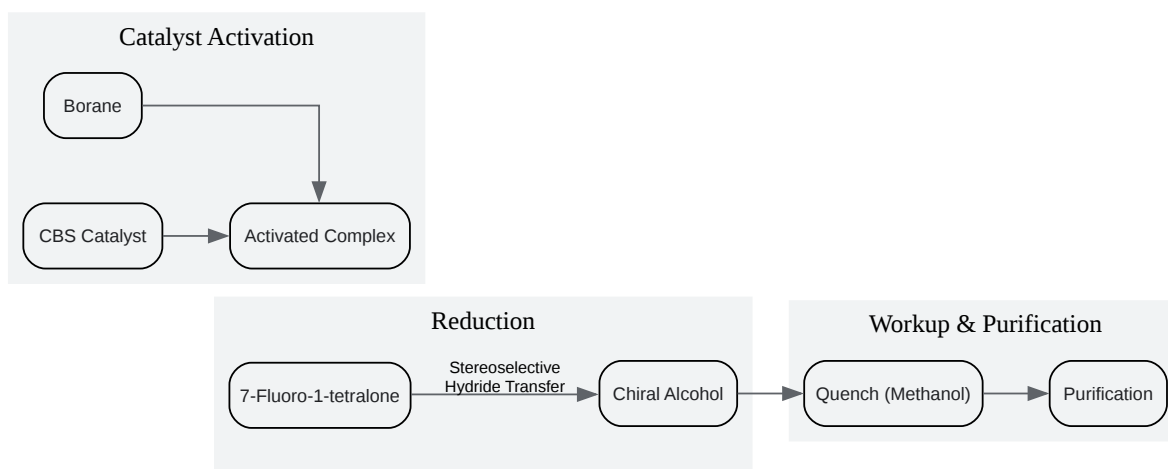 Catalyst Activation
Borane
CBS Catalyst
Activated Complex
Reduction
7-Fluoro-1-tetralone
Stereoselective
Hydride Transfer
Chiral Alcohol
Workup & Purification
Quench (Methanol)
Purification